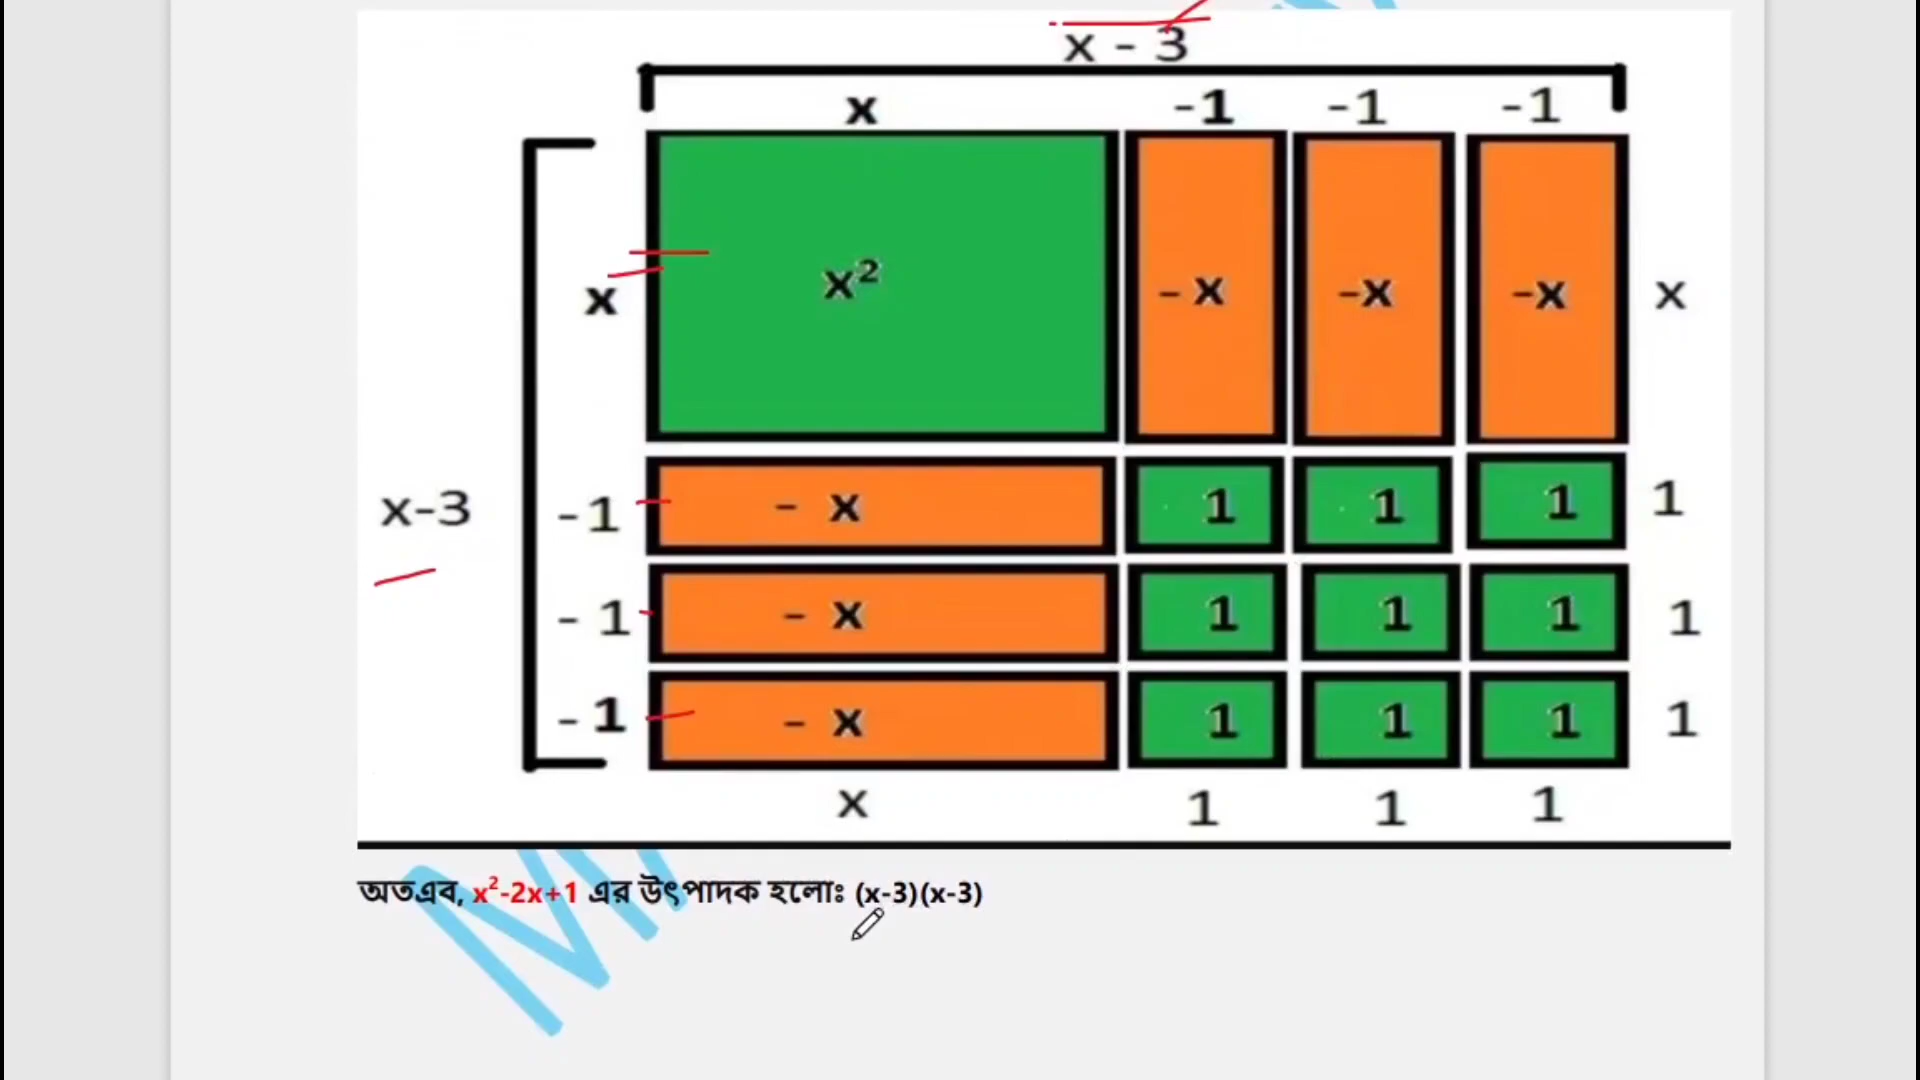 x - 3
x -1 -1 -1
x x² - x -x -x x
x-3
-1 - x 1 1 1 1
- 1 - x 1 1 1 1
-1 - x 1 1 1 1
x 1 1 1
অতএব, x²-2x+1 এর উৎপাদক হলোঃ (x-3)(x-3)